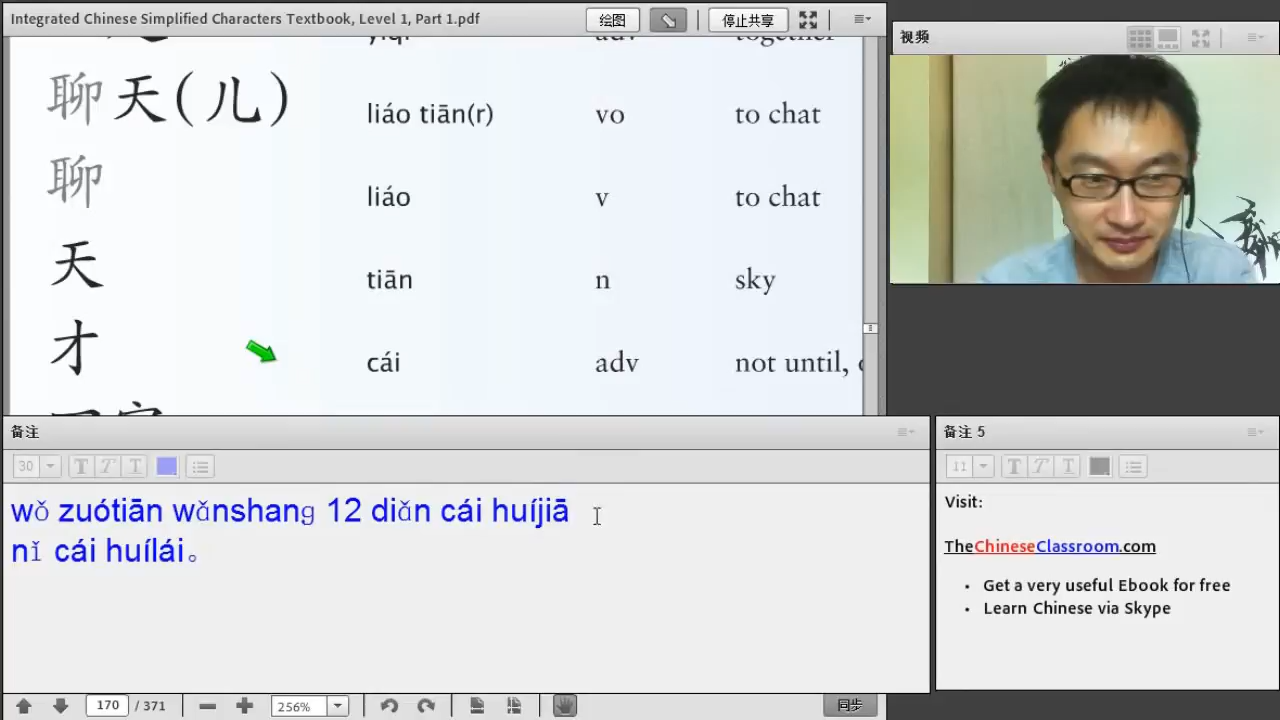 Integrated Chinese Simplified Characters Textbook, Level 1, Part 1.pdf
绘图
停止共享
视频
yìqǐ adv together
聊天(儿) liáo tiān(r) vo to chat
聊 liáo v to chat
天 tiān n sky
才 cái adv not until,
备注
30
T T T
wǒ zuótiān wǎnshang 12 diǎn cái huíjiā
nǐ cái huílái。
170 / 371
256%
同步
备注 5
11
T T T
Visit:
TheChineseClassroom.com
• Get a very useful Ebook for free
• Learn Chinese via Skype